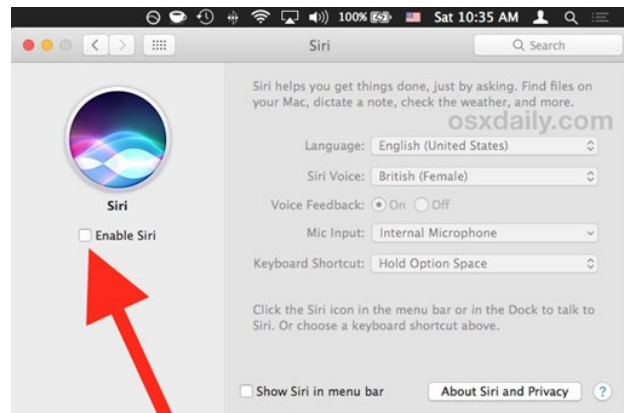 100% Sat 10:35 AM
Siri
Search
Siri helps you get things done, just by asking. Find files on
your Mac, dictate a note, check the weather, and more.
osxdaily.com
Language: English (United States)
Siri Voice: British (Female)
Siri
Voice Feedback: On Off
Enable Siri
Mic Input: Internal Microphone
Keyboard Shortcut: Hold Option Space
Click the Siri icon in the menu bar or in the Dock to talk to
Siri. Or choose a keyboard shortcut above.
Show Siri in menu bar
About Siri and Privacy
?